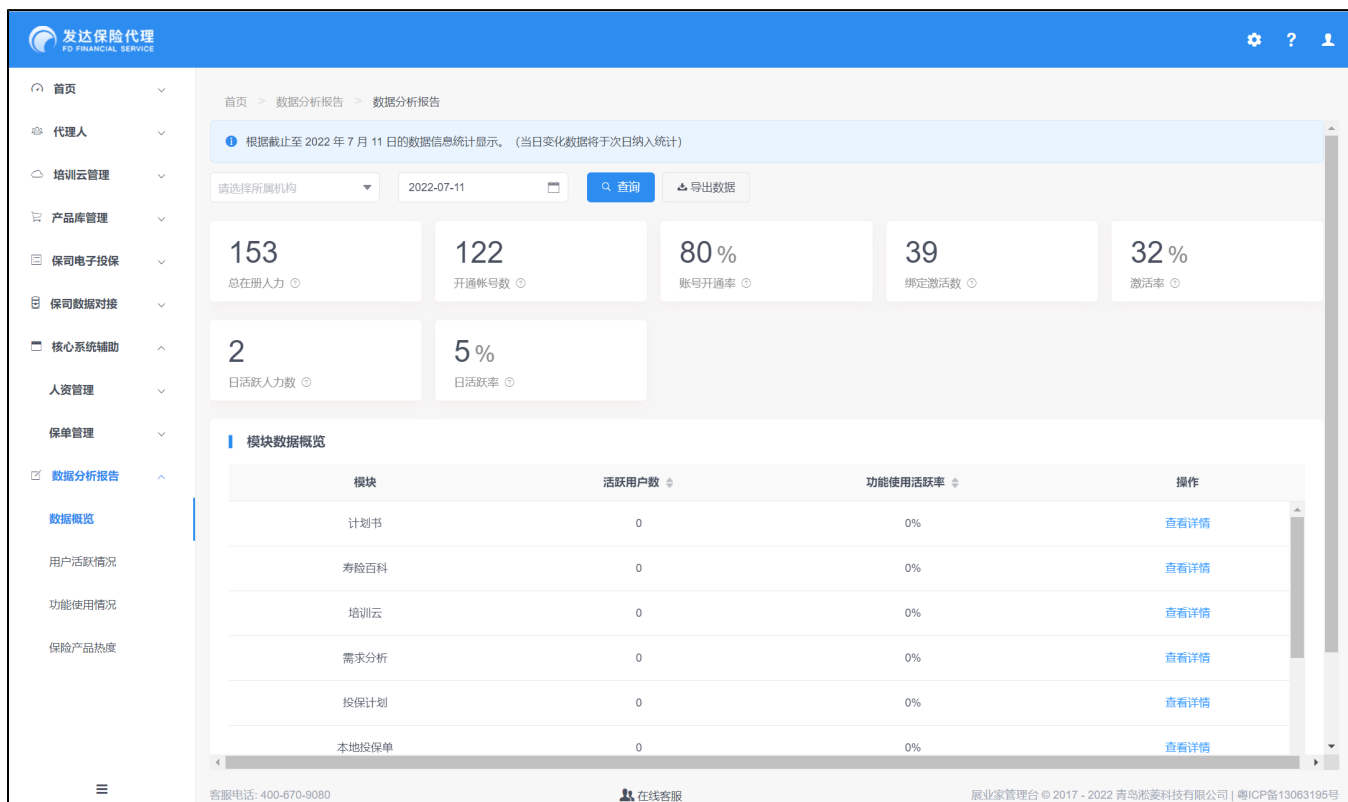 发达保险代理
FD FINANCIAL SERVICE
首页
代理人
培训云管理
产品库管理
保司电子投保
保司数据对接
核心系统辅助
人资管理
保单管理
数据分析报告
数据概览
用户活跃情况
功能使用情况
保险产品热度
首页 > 数据分析报告 > 数据分析报告
根据截止至 2022 年 7 月 11 日的数据信息统计显示。（当日变化数据将于次日纳入统计）
请选择所属机构 2022-07-11 查询 导出数据
153 122 80% 39 32%
总在册人力 开通帐号数 账号开通率 绑定激活数 激活率
2 5%
日活跃人力数 日活跃率
模块数据概览
模块 活跃用户数 功能使用活跃率 操作
计划书 0 0% 查看详情
寿险百科 0 0% 查看详情
培训云 0 0% 查看详情
需求分析 0 0% 查看详情
投保计划 0 0% 查看详情
本地投保单 0 0% 查看详情
客服电话: 400-670-9080 在线客服 展业家管理台 © 2017 - 2022 青岛淞菱科技有限公司 | 粤ICP备13063195号